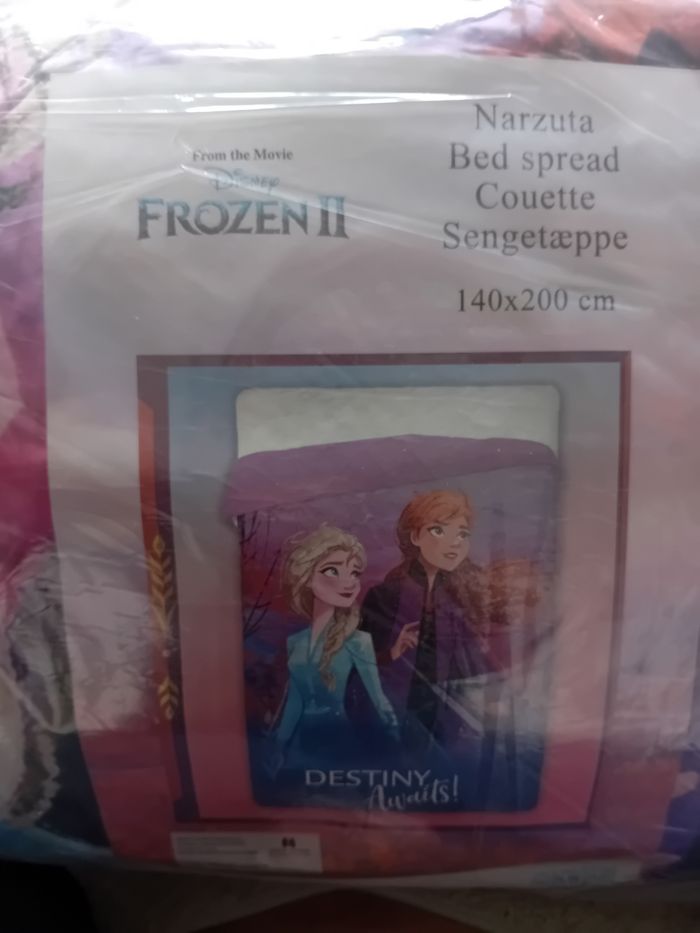 From the Movie
Disney
FROZEN II
Narzuta
Bed spread
Couette
Sengetæppe
140x200 cm
DESTINY
Awaits!